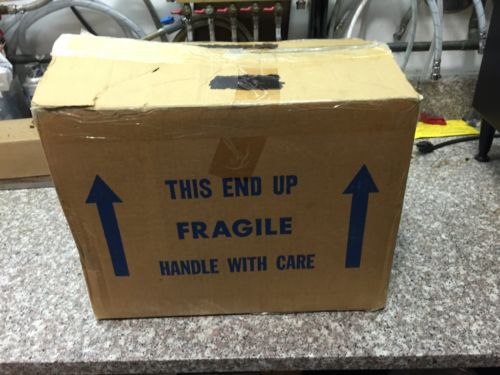 THIS END UP
FRAGILE
HANDLE WITH CARE